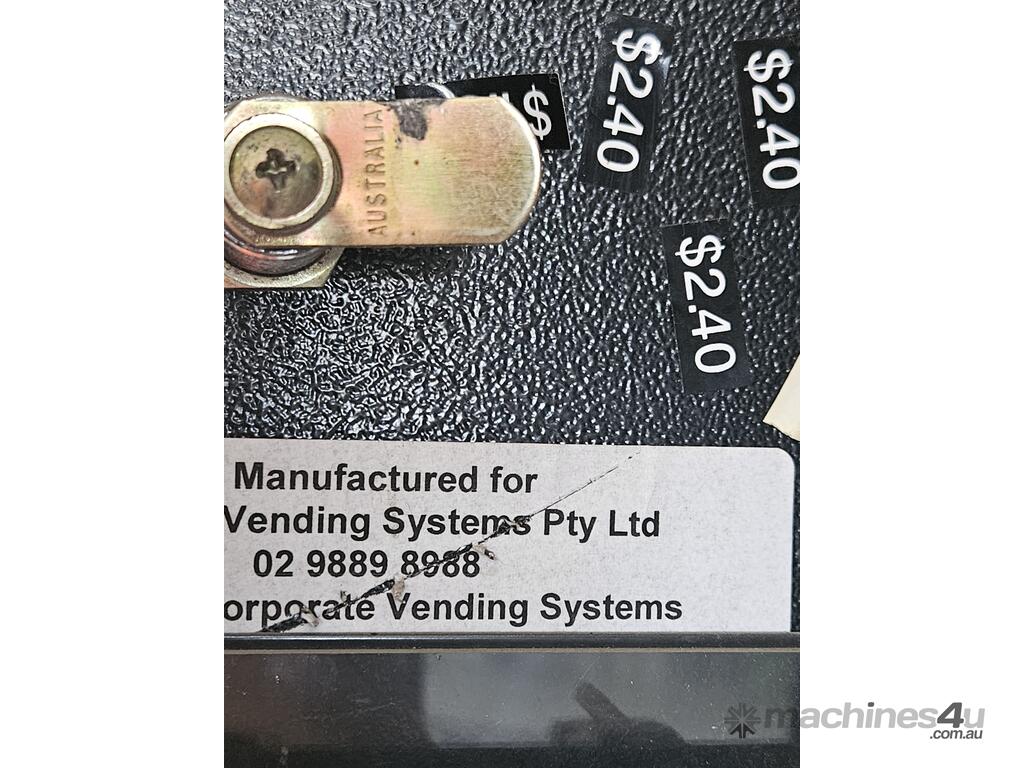 $2.40
$2.40
$
AUSTRALIA
$2.40
Manufactured for
Vending Systems Pty Ltd
02 9889 8988
orporate Vending Systems
machines4u
.com.au